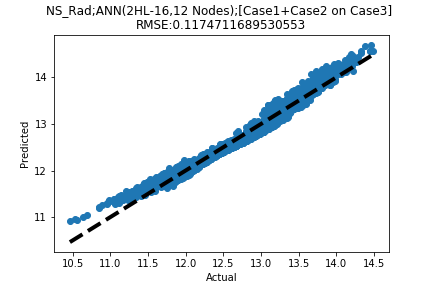 NS_Rad;ANN(2HL-16,12 Nodes);[Case1+Case2 on Case3]
RMSE:0.1174711689530553
14
13
12
11
Predicted
10.5 11.0 11.5 12.0 12.5 13.0 13.5 14.0 14.5
Actual